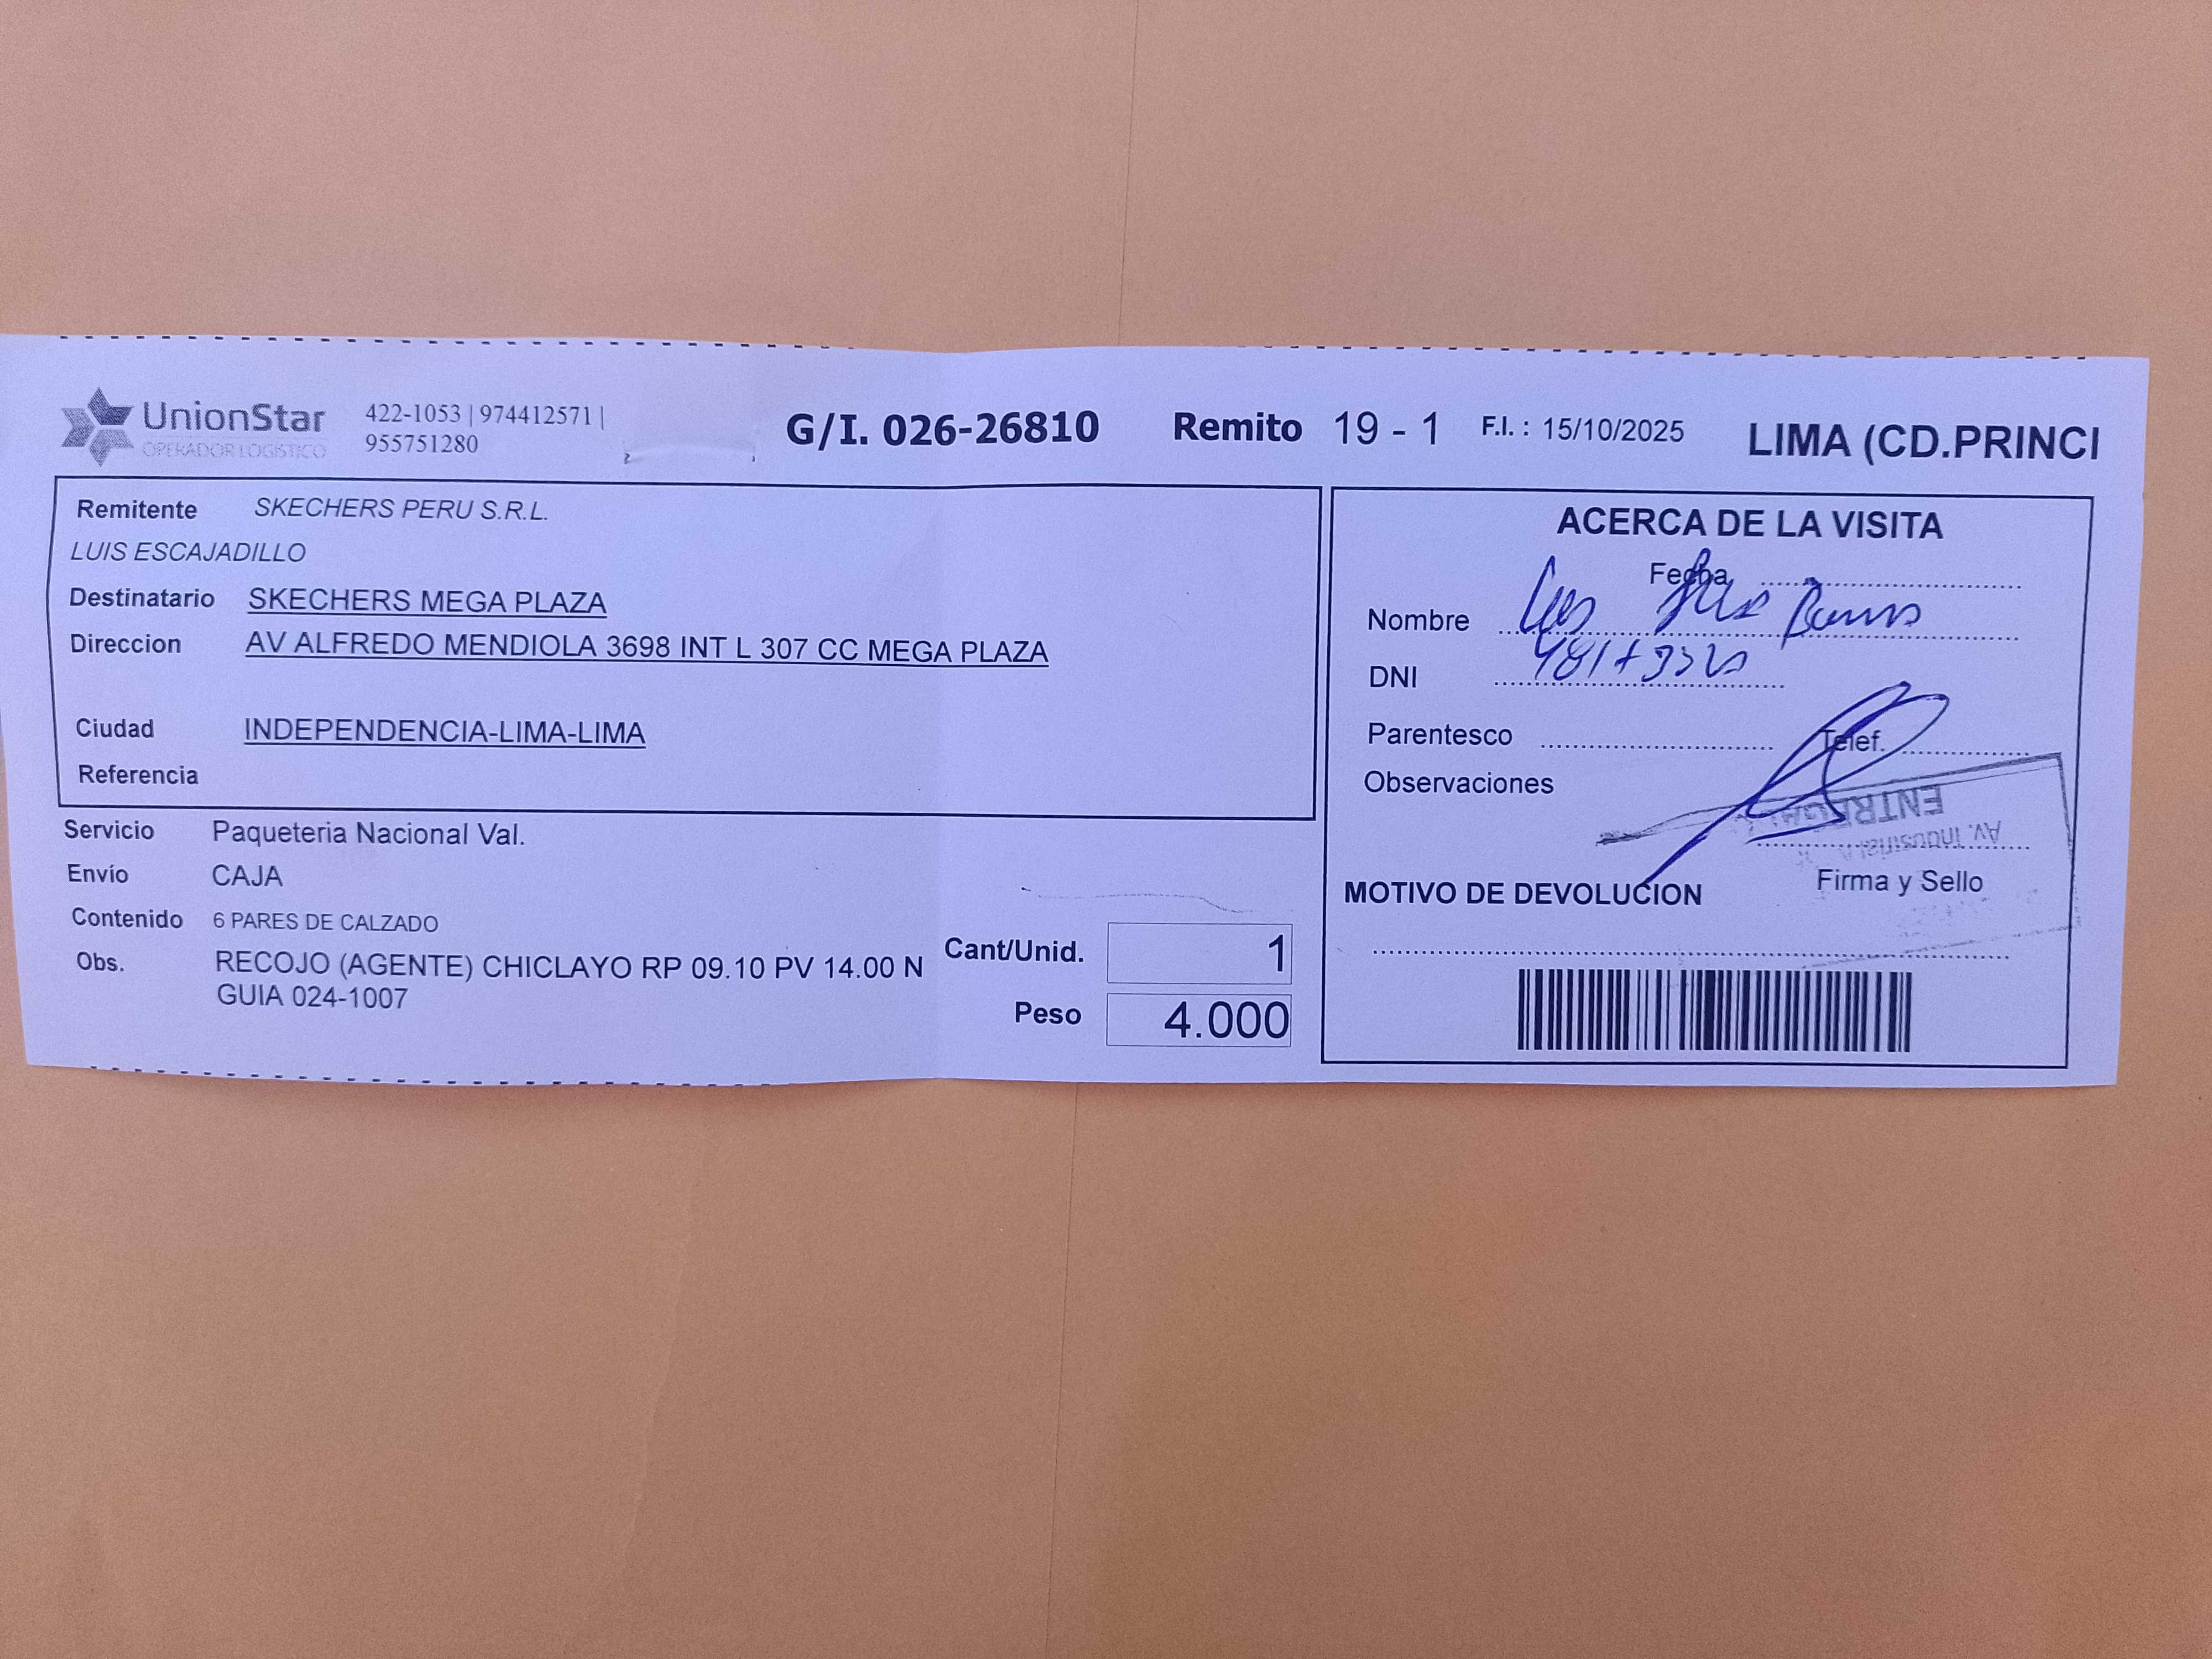 UnionStar
OPERADOR LOGISTICO
422-1053 | 974412571 |
955751280
G/I. 026-26810
Remito 19 - 1
F.I. : 15/10/2025
LIMA (CD.PRINCI
Remitente SKECHERS PERU S.R.L.
LUIS ESCAJADILLO
Destinatario SKECHERS MEGA PLAZA
Direccion AV ALFREDO MENDIOLA 3698 INT L 307 CC MEGA PLAZA
Ciudad INDEPENDENCIA-LIMA-LIMA
Referencia
Servicio Paqueteria Nacional Val.
Envío CAJA
Contenido 6 PARES DE CALZADO
Obs. RECOJO (AGENTE) CHICLAYO RP 09.10 PV 14.00 N
GUIA 024-1007
Cant/Unid. 1
Peso 4.000
ACERCA DE LA VISITA
Fecha
Nombre
DNI
Parentesco Telef.
Observaciones
Av. Industrial
Firma y Sello
MOTIVO DE DEVOLUCION